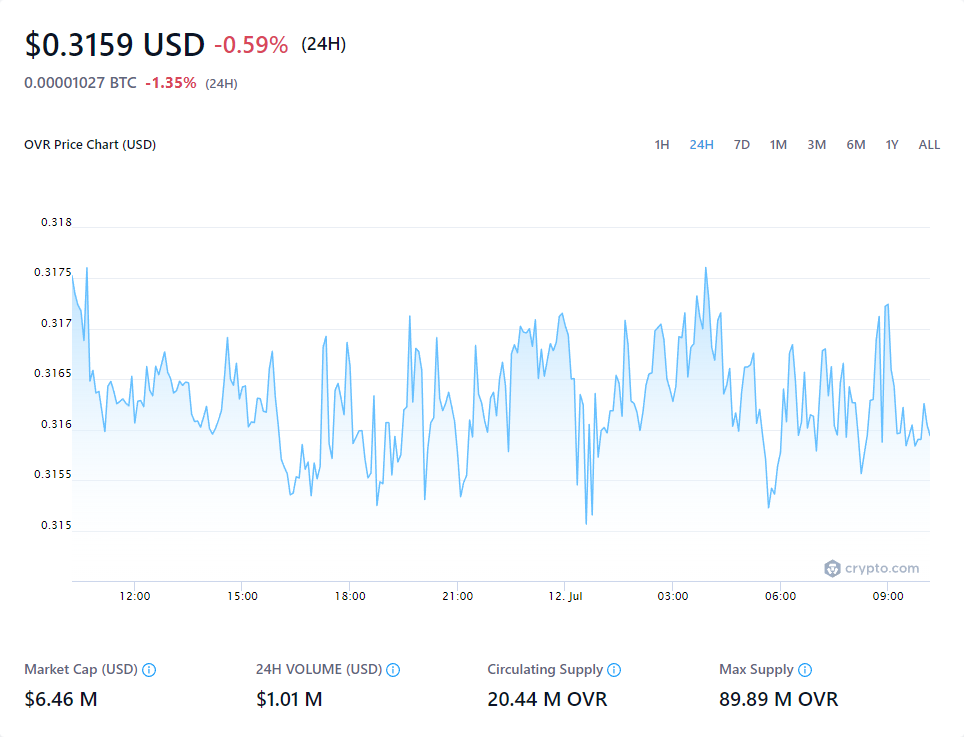 $0.3159 USD -0.59% (24H)
0.00001027 BTC -1.35% (24H)
OVR Price Chart (USD) 1H 24H 7D 1M 3M 6M 1Y ALL
0.318
0.3175
0.317
0.3165
0.316
0.3155
0.315
crypto.com
12:00 15:00 18:00 21:00 12. Jul 03:00 06:00 09:00
Market Cap (USD) 24H VOLUME (USD) Circulating Supply Max Supply
$6.46 M $1.01 M 20.44 M OVR 89.89 M OVR